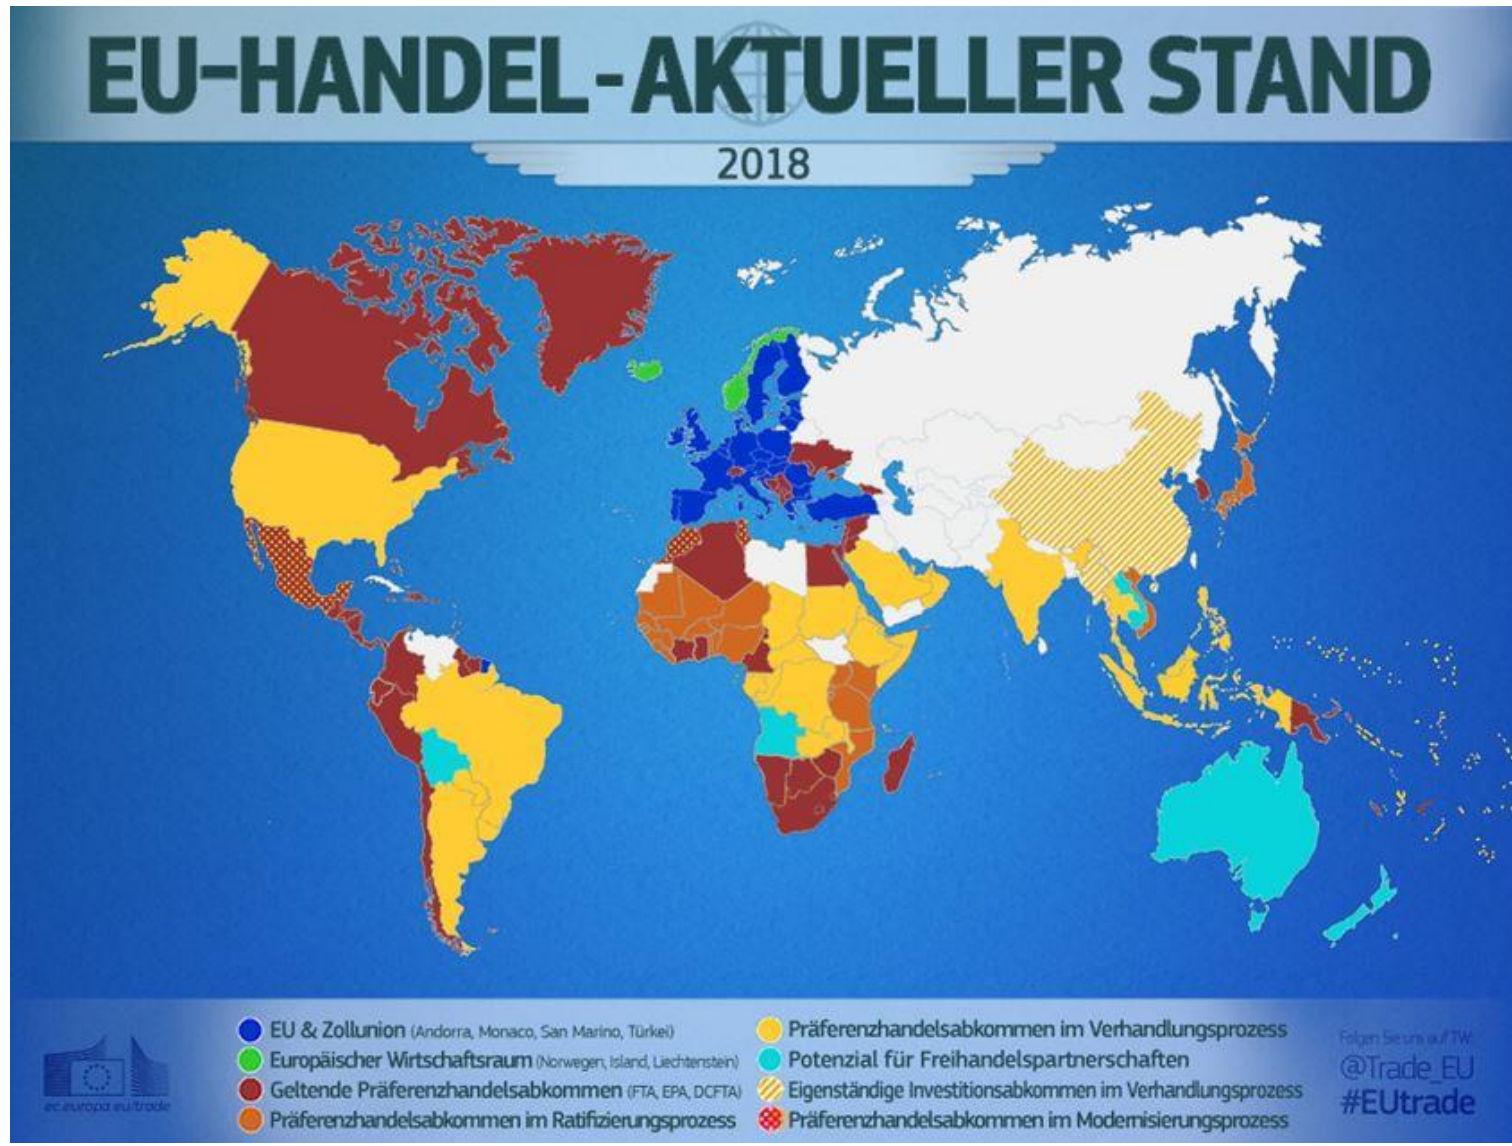 EU-HANDEL - AKTUELLER STAND
2018
EU & Zollunion (Andorra, Monaco, San Marino, Türkei)
Europäischer Wirtschaftsraum (Norwegen, Island, Liechtenstein)
Geltende Präferenzhandelsabkommen (FTA, EPA, DCFTA)
Präferenzhandelsabkommen im Ratifizierungsprozess
Präferenzhandelsabkommen im Verhandlungsprozess
Potenzial für Freihandelspartnerschaften
Eigenständige Investitionsabkommen im Verhandlungsprozess
Präferenzhandelsabkommen im Modernisierungsprozess
ec.europa.eu/trade
Folgen Sie uns auf TW:
@Trade_EU
#EUtrade